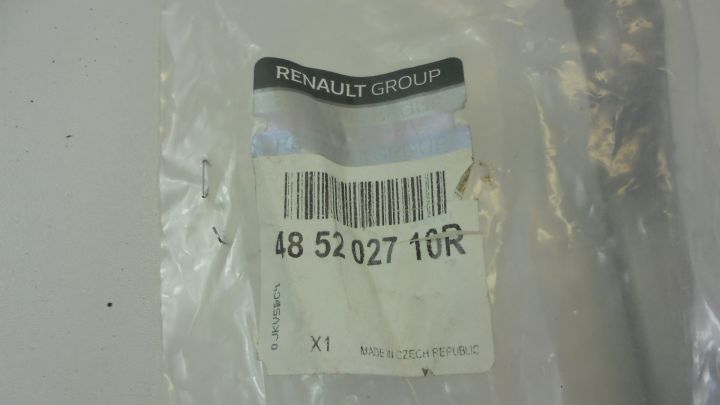 RENAULT GROUP
48 52 027 10R
X1
MADE IN CZECH REPUBLIC